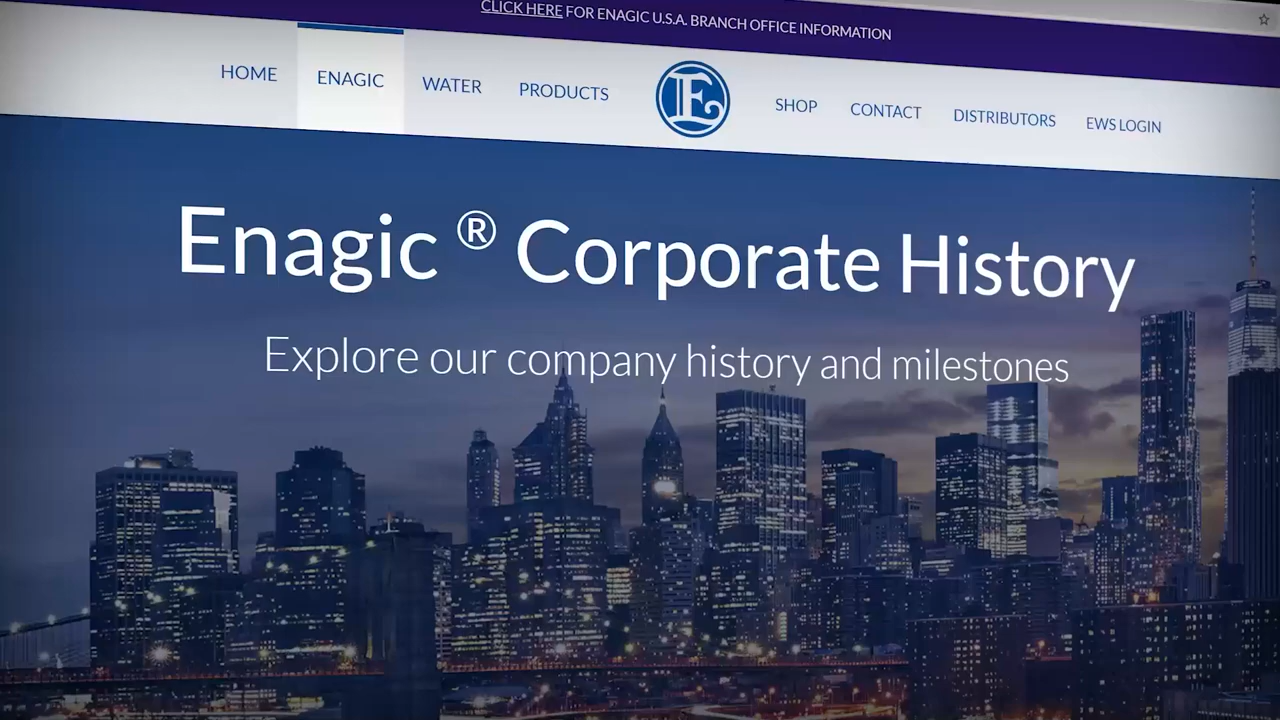 CLICK HERE FOR ENAGIC U.S.A. BRANCH OFFICE INFORMATION
HOME ENAGIC WATER PRODUCTS E SHOP CONTACT DISTRIBUTORS EWS LOGIN
Enagic ® Corporate History
Explore our company history and milestones